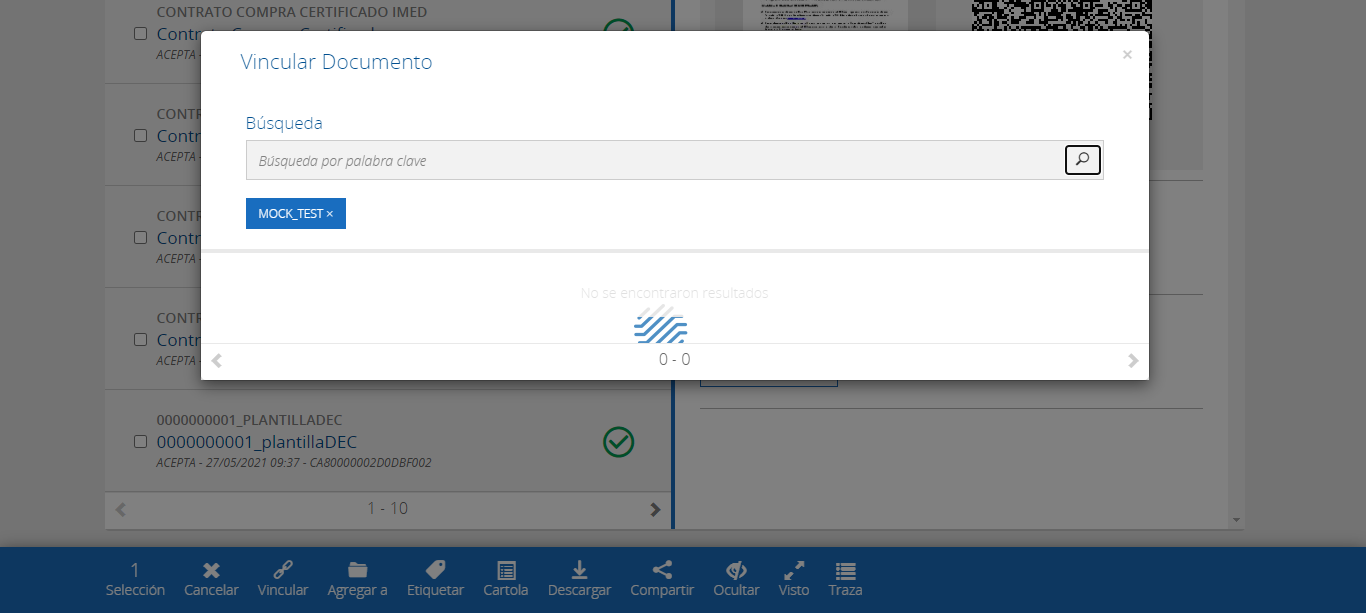 CONTRATO COMPRA CERTIFICADO IMED
ACEPTA -
Vincular Documento
×
Búsqueda
Búsqueda por palabra clave
MOCK_TEST ×
CONTR
Contr
ACEPTA -
CONTR
Contr
ACEPTA -
CONTR
Contr
ACEPTA -
No se encontraron resultados
0 - 0
0000000001_PLANTILLADEC
0000000001_plantillaDEC
ACEPTA - 27/05/2021 09:37 - CA80000002D0DBF002
1 - 10
1
Selección
Cancelar
Vincular
Agregar a
Etiquetar
Cartola
Descargar
Compartir
Ocultar
Visto
Traza